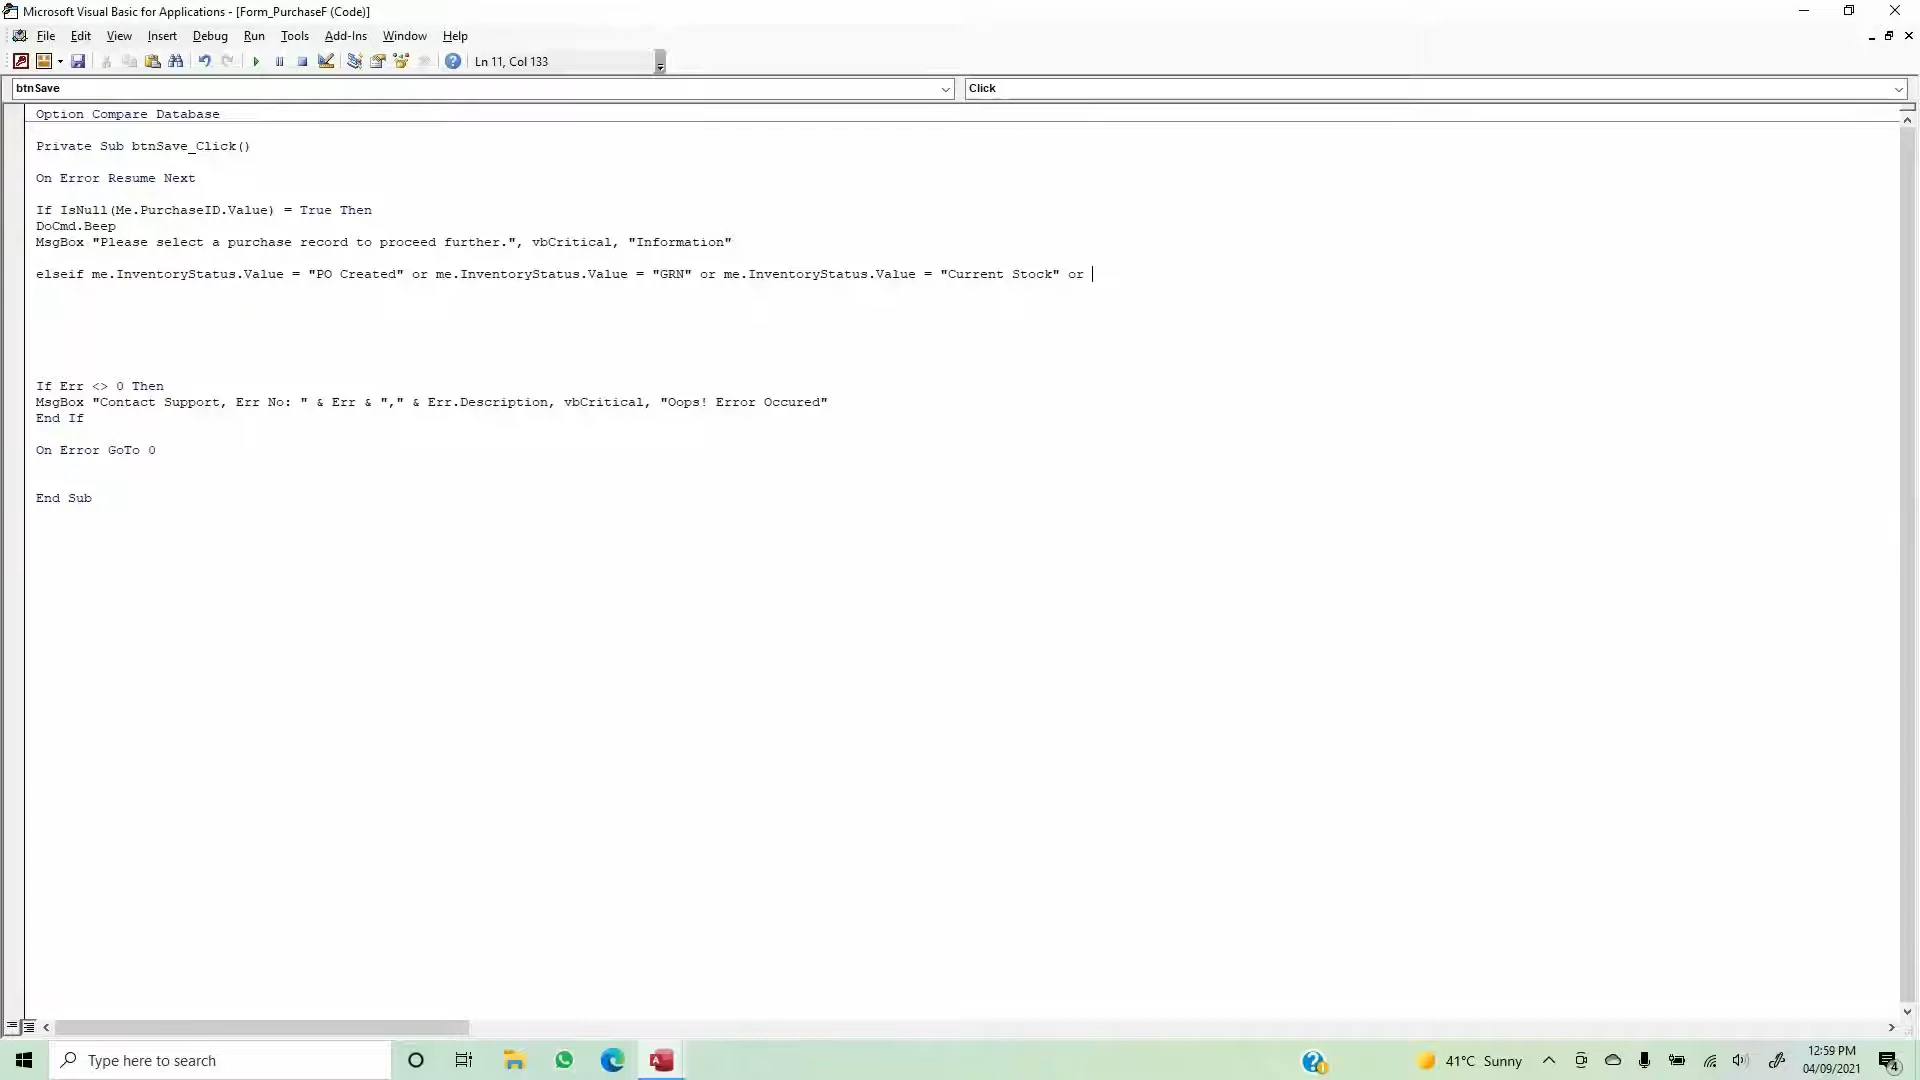 Microsoft Visual Basic for Applications - [Form_PurchaseF (Code)]
File Edit View Insert Debug Run Tools Add-Ins Window Help
Ln 11, Col 133
btnSave Click
Option Compare Database
Private Sub btnSave_Click()
On Error Resume Next
If IsNull(Me.PurchaseID.Value) = True Then
DoCmd.Beep
MsgBox "Please select a purchase record to proceed further.", vbCritical, "Information"
elseif me.InventoryStatus.Value = "PO Created" or me.InventoryStatus.Value = "GRN" or me.InventoryStatus.Value = "Current Stock" or
If Err <> 0 Then
MsgBox "Contact Support, Err No: " & Err & "," & Err.Description, vbCritical, "Oops! Error Occured"
End If
On Error GoTo 0
End Sub
Type here to search
41°C Sunny
12:59 PM
04/09/2021
4